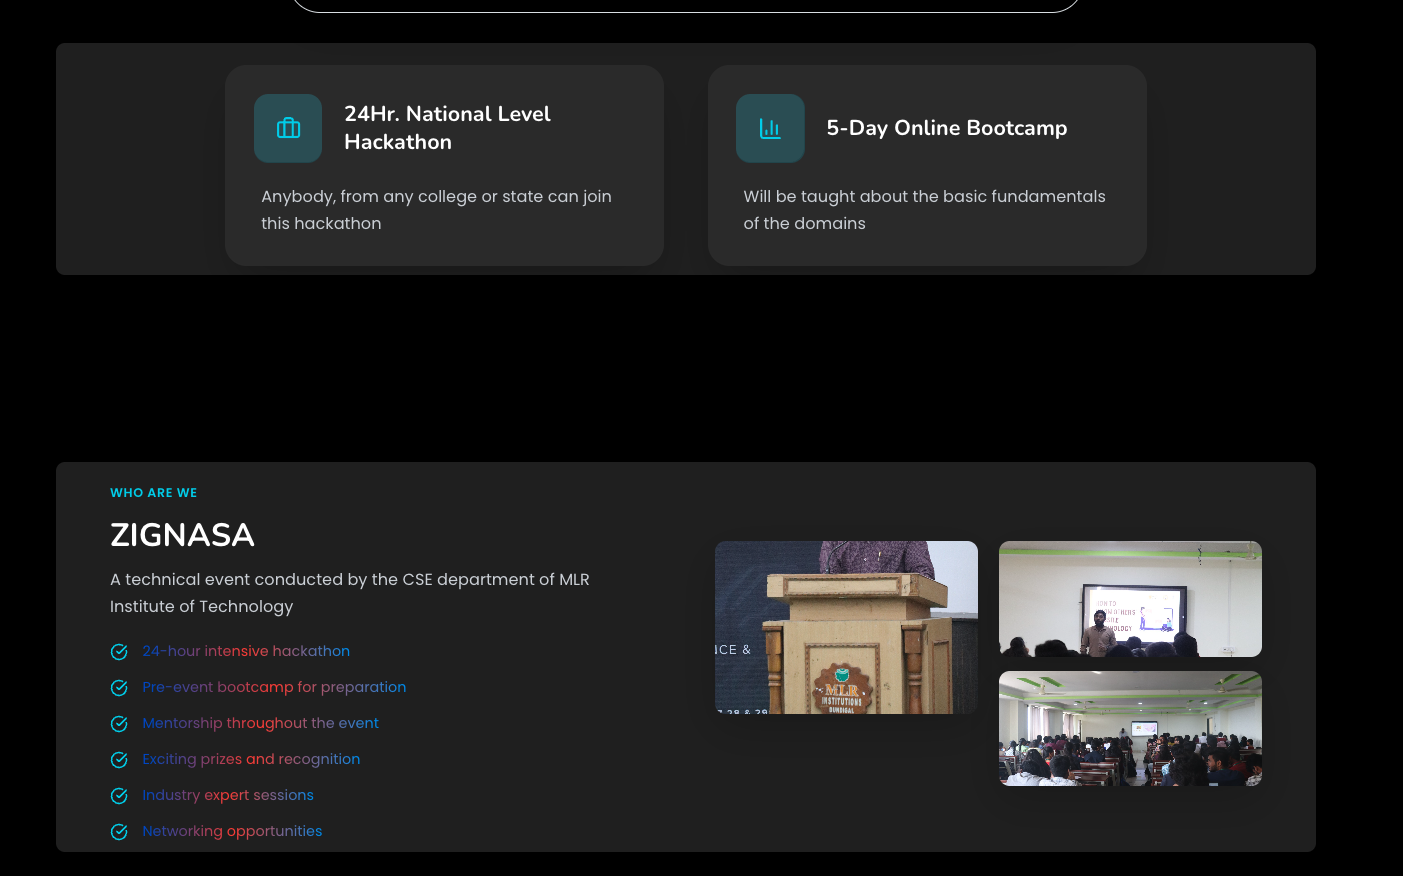 24Hr. National Level
Hackathon
Anybody, from any college or state can join
this hackathon
5-Day Online Bootcamp
Will be taught about the basic fundamentals
of the domains
WHO ARE WE
ZIGNASA
A technical event conducted by the CSE department of MLR
Institute of Technology
24-hour intensive hackathon
Pre-event bootcamp for preparation
Mentorship throughout the event
Exciting prizes and recognition
Industry expert sessions
Networking opportunities
MLR
INSTITUTIONS
DUNDIGAL
28 & 29